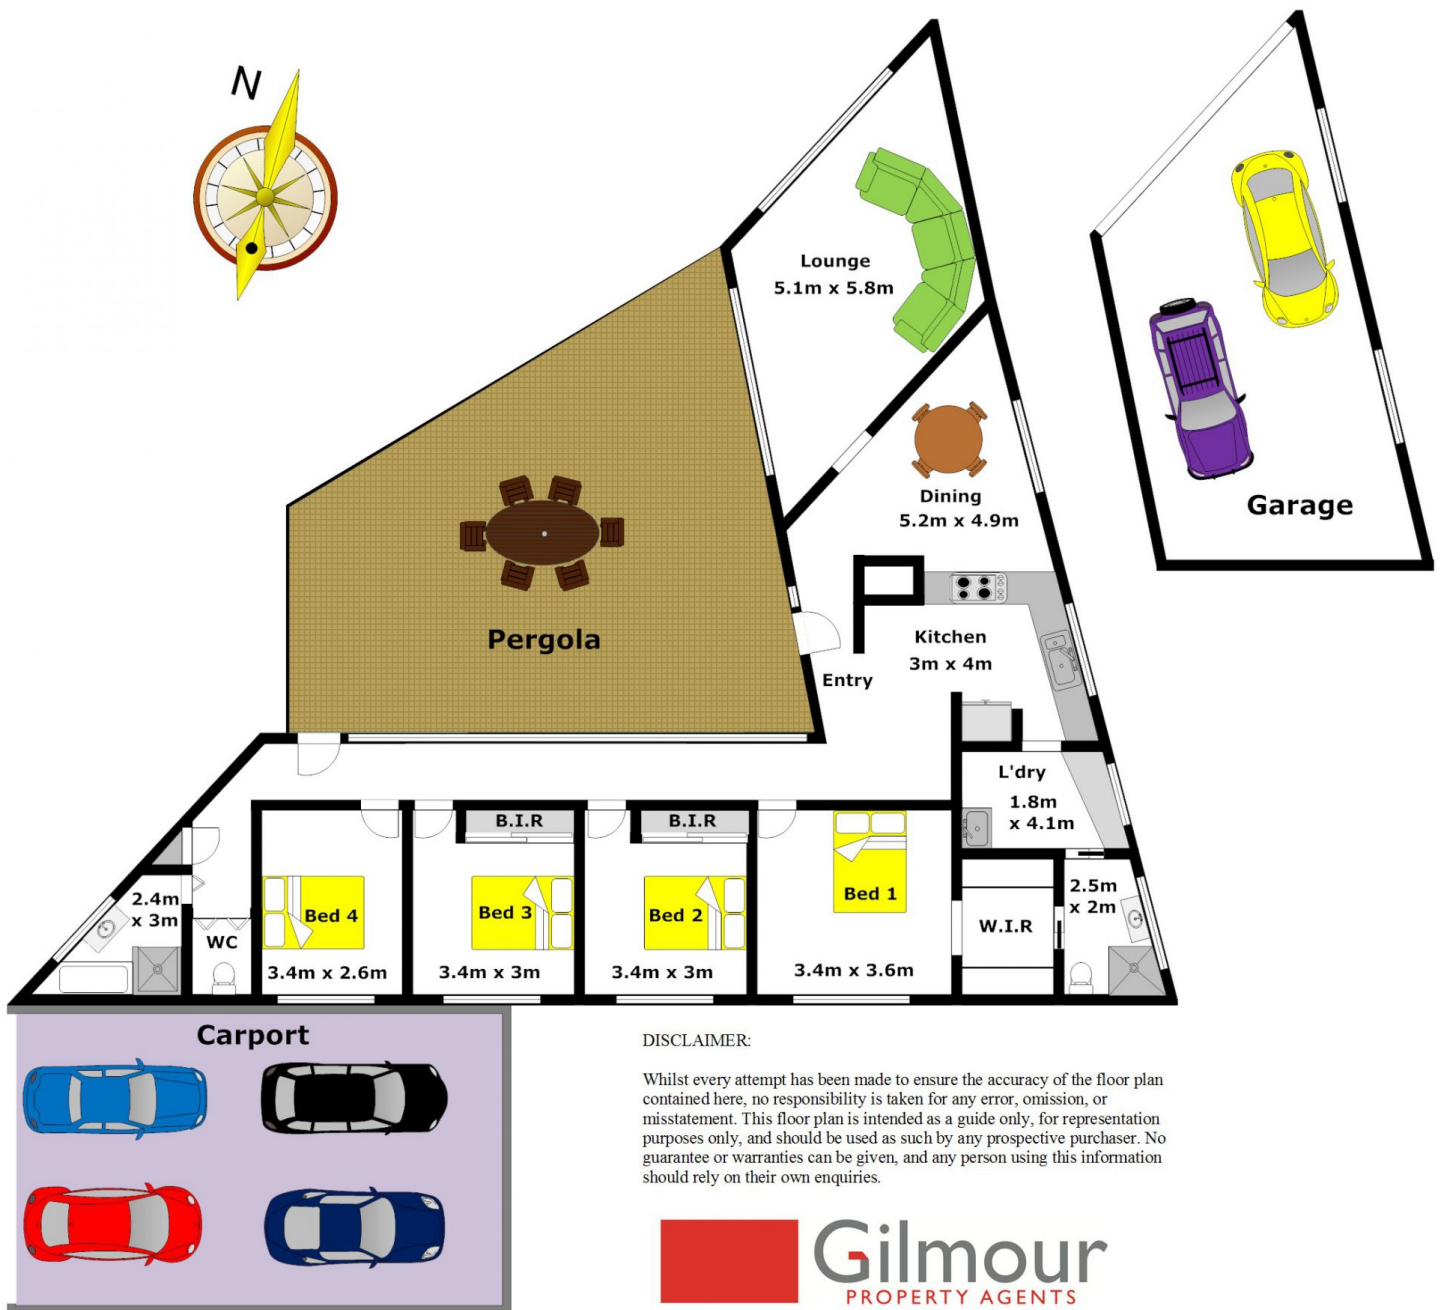 N
Lounge
5.1m x 5.8m
Garage
Dining
5.2m x 4.9m
Pergola
Kitchen
3m x 4m
Entry
L'dry
1.8m
x 4.1m
B.I.R
B.I.R
2.4m
x 3m
WC
Bed 4
3.4m x 2.6m
Bed 3
3.4m x 3m
Bed 2
3.4m x 3m
Bed 1
3.4m x 3.6m
W.I.R
2.5m
x 2m
Carport
DISCLAIMER:
Whilst every attempt has been made to ensure the accuracy of the floor plan
contained here, no responsibility is taken for any error, omission, or
misstatement. This floor plan is intended as a guide only, for representation
purposes only, and should be used as such by any prospective purchaser. No
guarantee or warranties can be given, and any person using this information
should rely on their own enquiries.
Gilmour
PROPERTY AGENTS